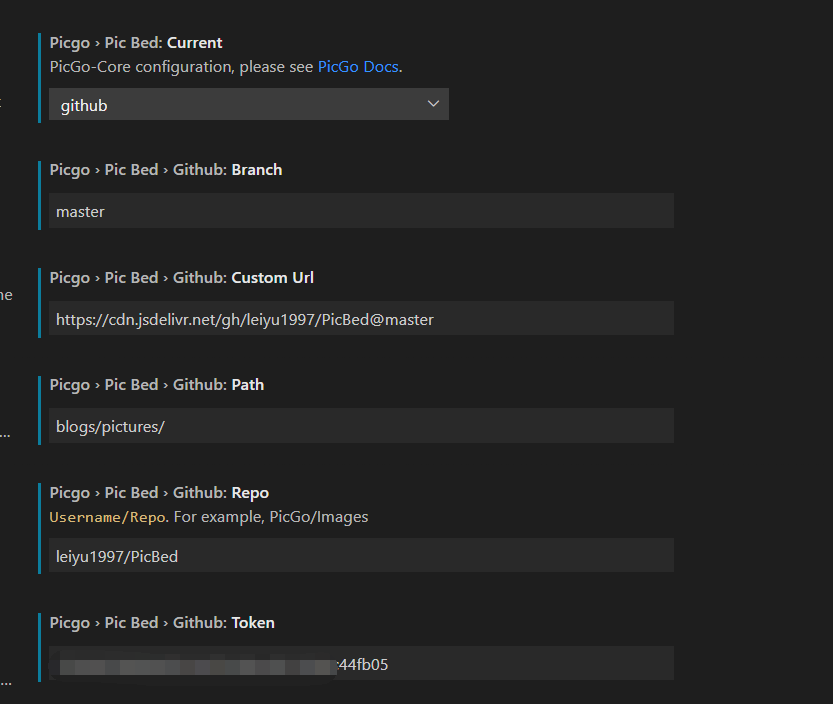 Picgo › Pic Bed: Current
PicGo-Core configuration, please see PicGo Docs.
github
Picgo › Pic Bed › Github: Branch
master
Picgo › Pic Bed › Github: Custom Url
https://cdn.jsdelivr.net/gh/leiyu1997/PicBed@master
Picgo › Pic Bed › Github: Path
blogs/pictures/
Picgo › Pic Bed › Github: Repo
Username/Repo. For example, PicGo/Images
leiyu1997/PicBed
Picgo › Pic Bed › Github: Token
44fb05